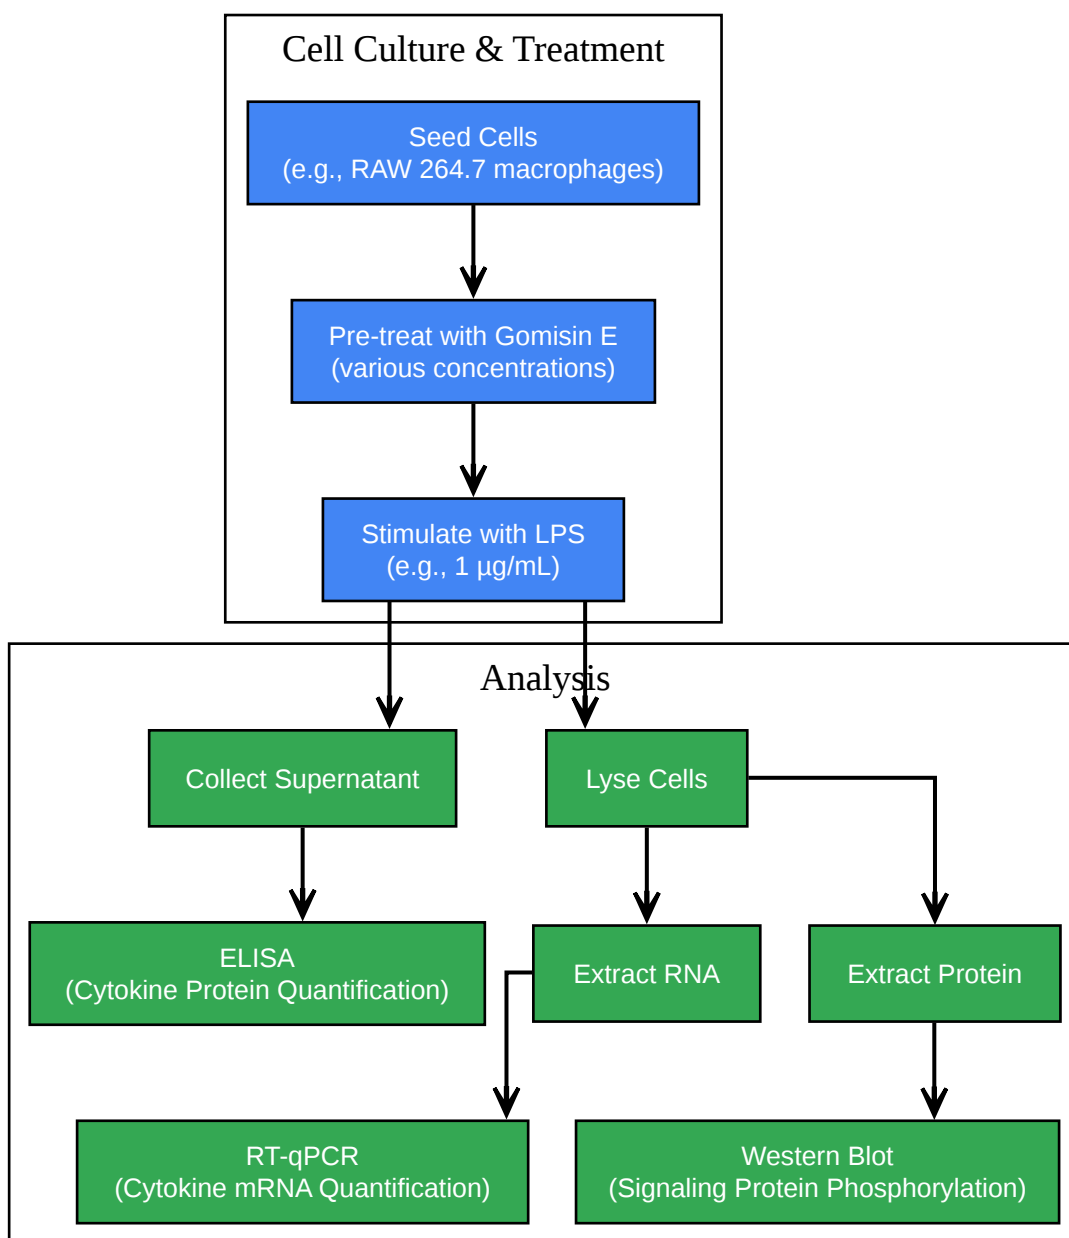 Cell Culture & Treatment
Seed Cells
(e.g., RAW 264.7 macrophages)
Pre-treat with Gomisin E
(various concentrations)
Stimulate with LPS
(e.g., 1 µg/mL)
Analysis
Collect Supernatant
Lyse Cells
ELISA
(Cytokine Protein Quantification)
Extract RNA
Extract Protein
RT-qPCR
(Cytokine mRNA Quantification)
Western Blot
(Signaling Protein Phosphorylation)